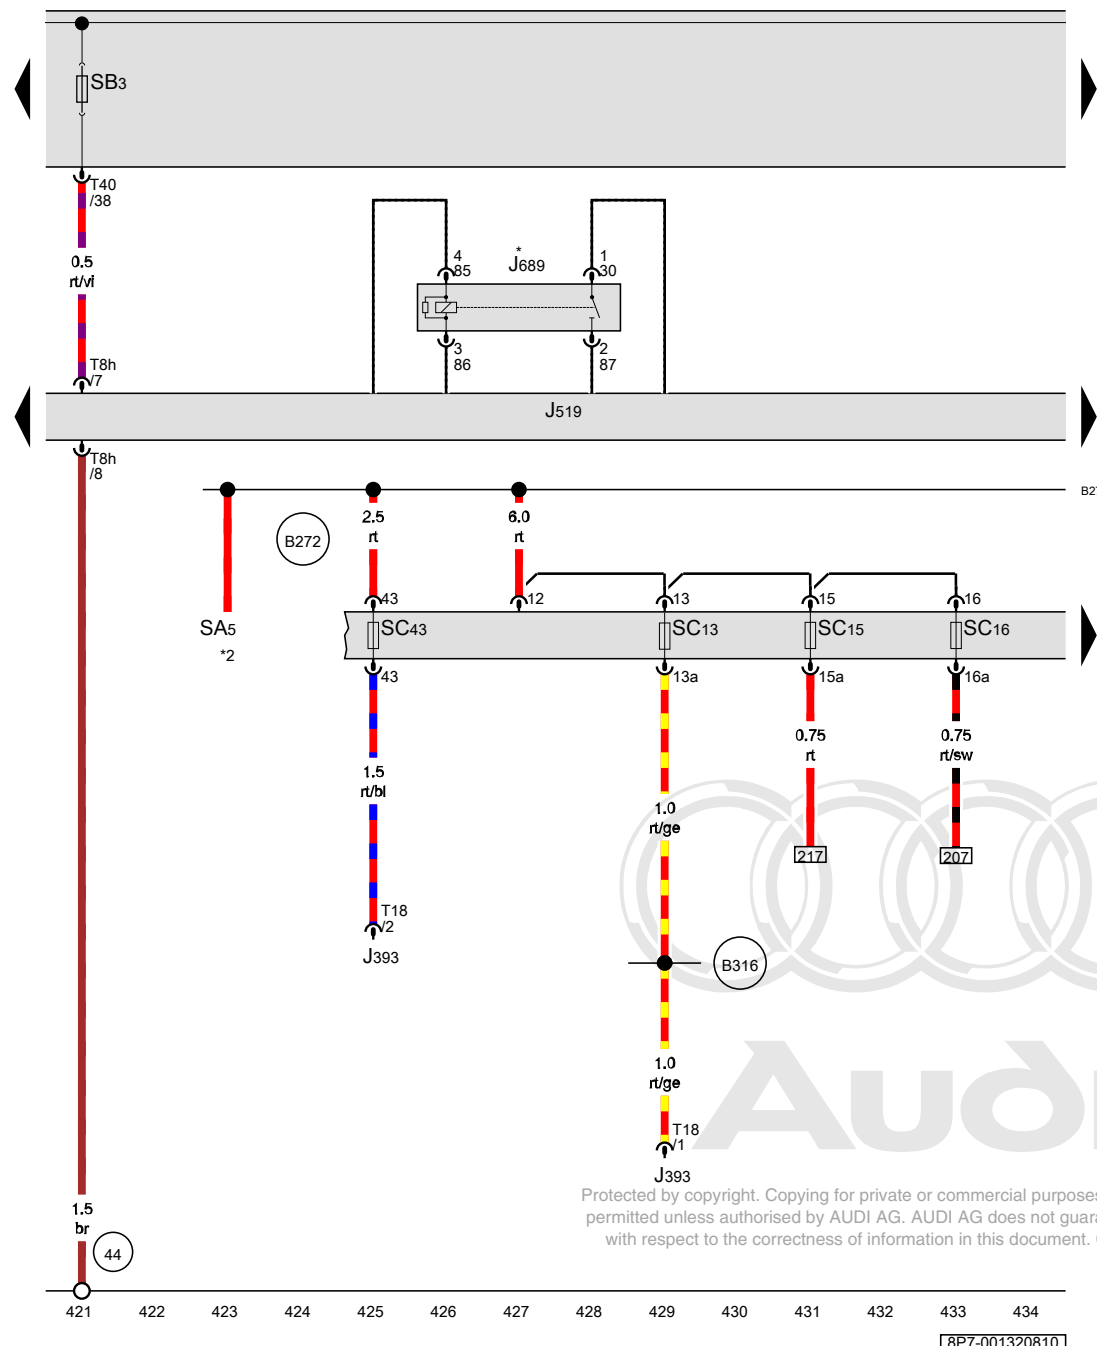 SB3
T40
/38
0.5
rt/vi
T8h
/7
4
85
*
J689
1
30
3
86
2
87
J519
T8h
/8
B272
2.5
rt
6.0
rt
43
12
13
15
16
SA5
*2
SC43
SC13
SC15
SC16
43
13a
15a
16a
0.75
rt
0.75
rt/sw
1.5
rt/bl
1.0
rt/ge
217
207
T18
/2
J393
B316
1.0
rt/ge
T18
/1
J393
Protected by copyright. Copying for private or commercial purposes
permitted unless authorised by AUDI AG. AUDI AG does not guara
with respect to the correctness of information in this document.
1.5
br
44
421 422 423 424 425 426 427 428 429 430 431 432 433 434
8P7-001320810